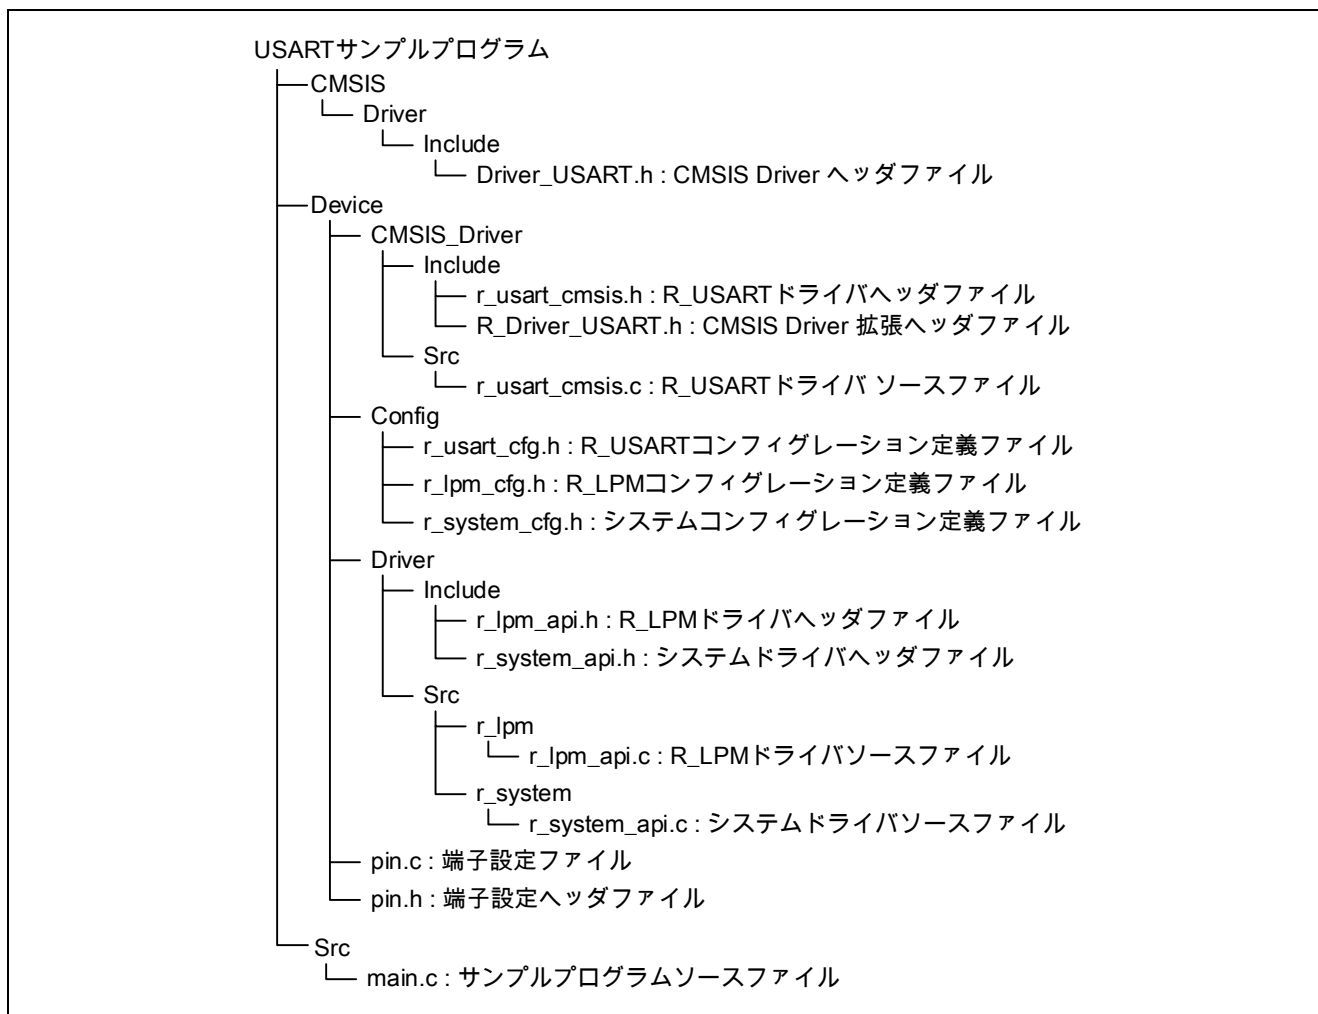 USARTサンプルプログラム
CMSIS
Driver
Include
Driver_USART.h : CMSIS Driver ヘッダファイル
Device
CMSIS_Driver
Include
r_usart_cmsis.h : R_USARTドライバヘッダファイル
R_Driver_USART.h : CMSIS Driver 拡張ヘッダファイル
Src
r_usart_cmsis.c : R_USARTドライバ ソースファイル
Config
r_usart_cfg.h : R_USARTコンフィグレーション定義ファイル
r_lpm_cfg.h : R_LPMコンフィグレーション定義ファイル
r_system_cfg.h : システムコンフィグレーション定義ファイル
Driver
Include
r_lpm_api.h : R_LPMドライバヘッダファイル
r_system_api.h : システムドライバヘッダファイル
Src
r_lpm
r_lpm_api.c : R_LPMドライバソースファイル
r_system
r_system_api.c : システムドライバソースファイル
pin.c : 端子設定ファイル
pin.h : 端子設定ヘッダファイル
Src
main.c : サンプルプログラムソースファイル